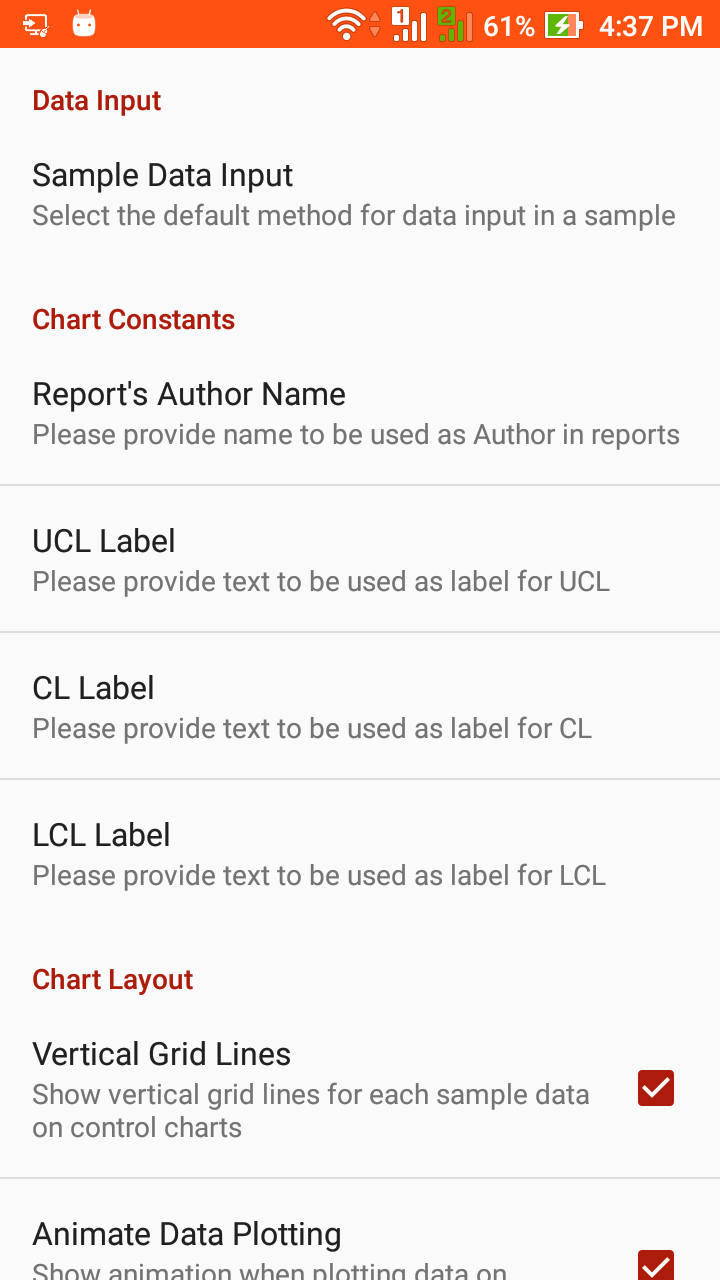 1 2 61% 4:37 PM
Data Input
Sample Data Input
Select the default method for data input in a sample
Chart Constants
Report's Author Name
Please provide name to be used as Author in reports
UCL Label
Please provide text to be used as label for UCL
CL Label
Please provide text to be used as label for CL
LCL Label
Please provide text to be used as label for LCL
Chart Layout
Vertical Grid Lines
Show vertical grid lines for each sample data
on control charts
Animate Data Plotting
Show animation when plotting data on